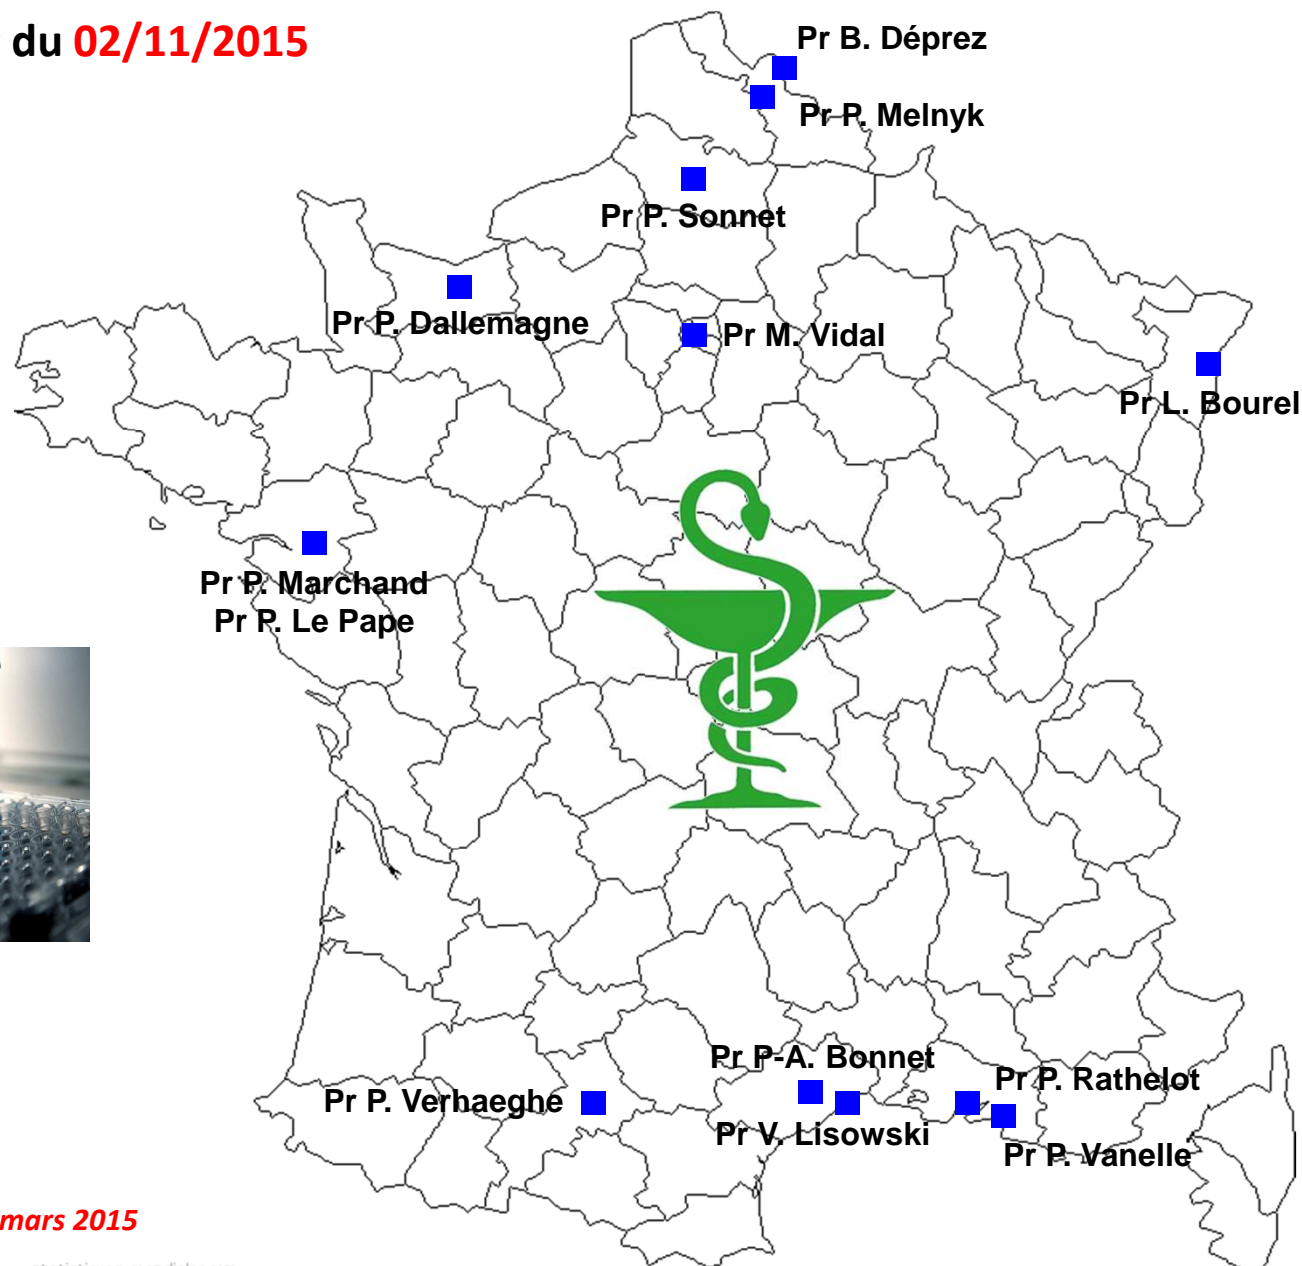 du 02/11/2015
Pr B. Déprez
Pr P. Melnyk
Pr P. Sonnet
Pr P. Dallemagne
Pr M. Vidal
Pr L. Bourel
Pr P. Marchand
Pr P. Le Pape
Pr P-A. Bonnet
Pr P. Rathelot
Pr P. Verhaeghe
Pr V. Lisowski
Pr P. Vanelle
mars 2015